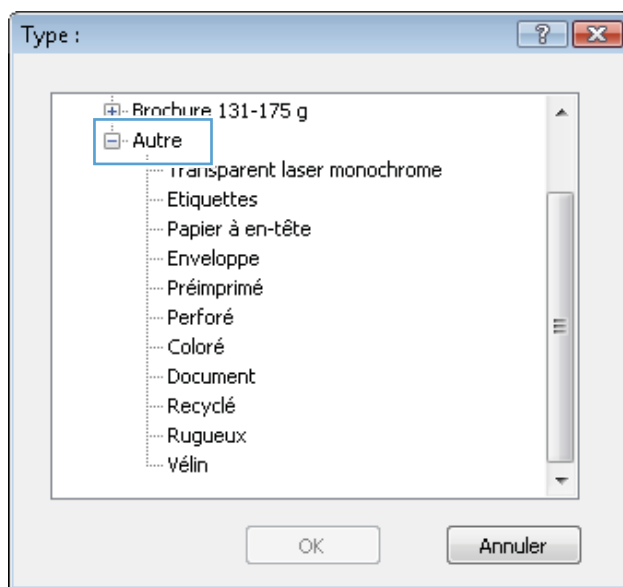 Type :
Brochure 131-175 g
Autre
Transparent laser monochrome
Etiquettes
Papier à en-tête
Enveloppe
Préimprimé
Perforé
Coloré
Document
Recyclé
Rugueux
Vélin
OK
Annuler